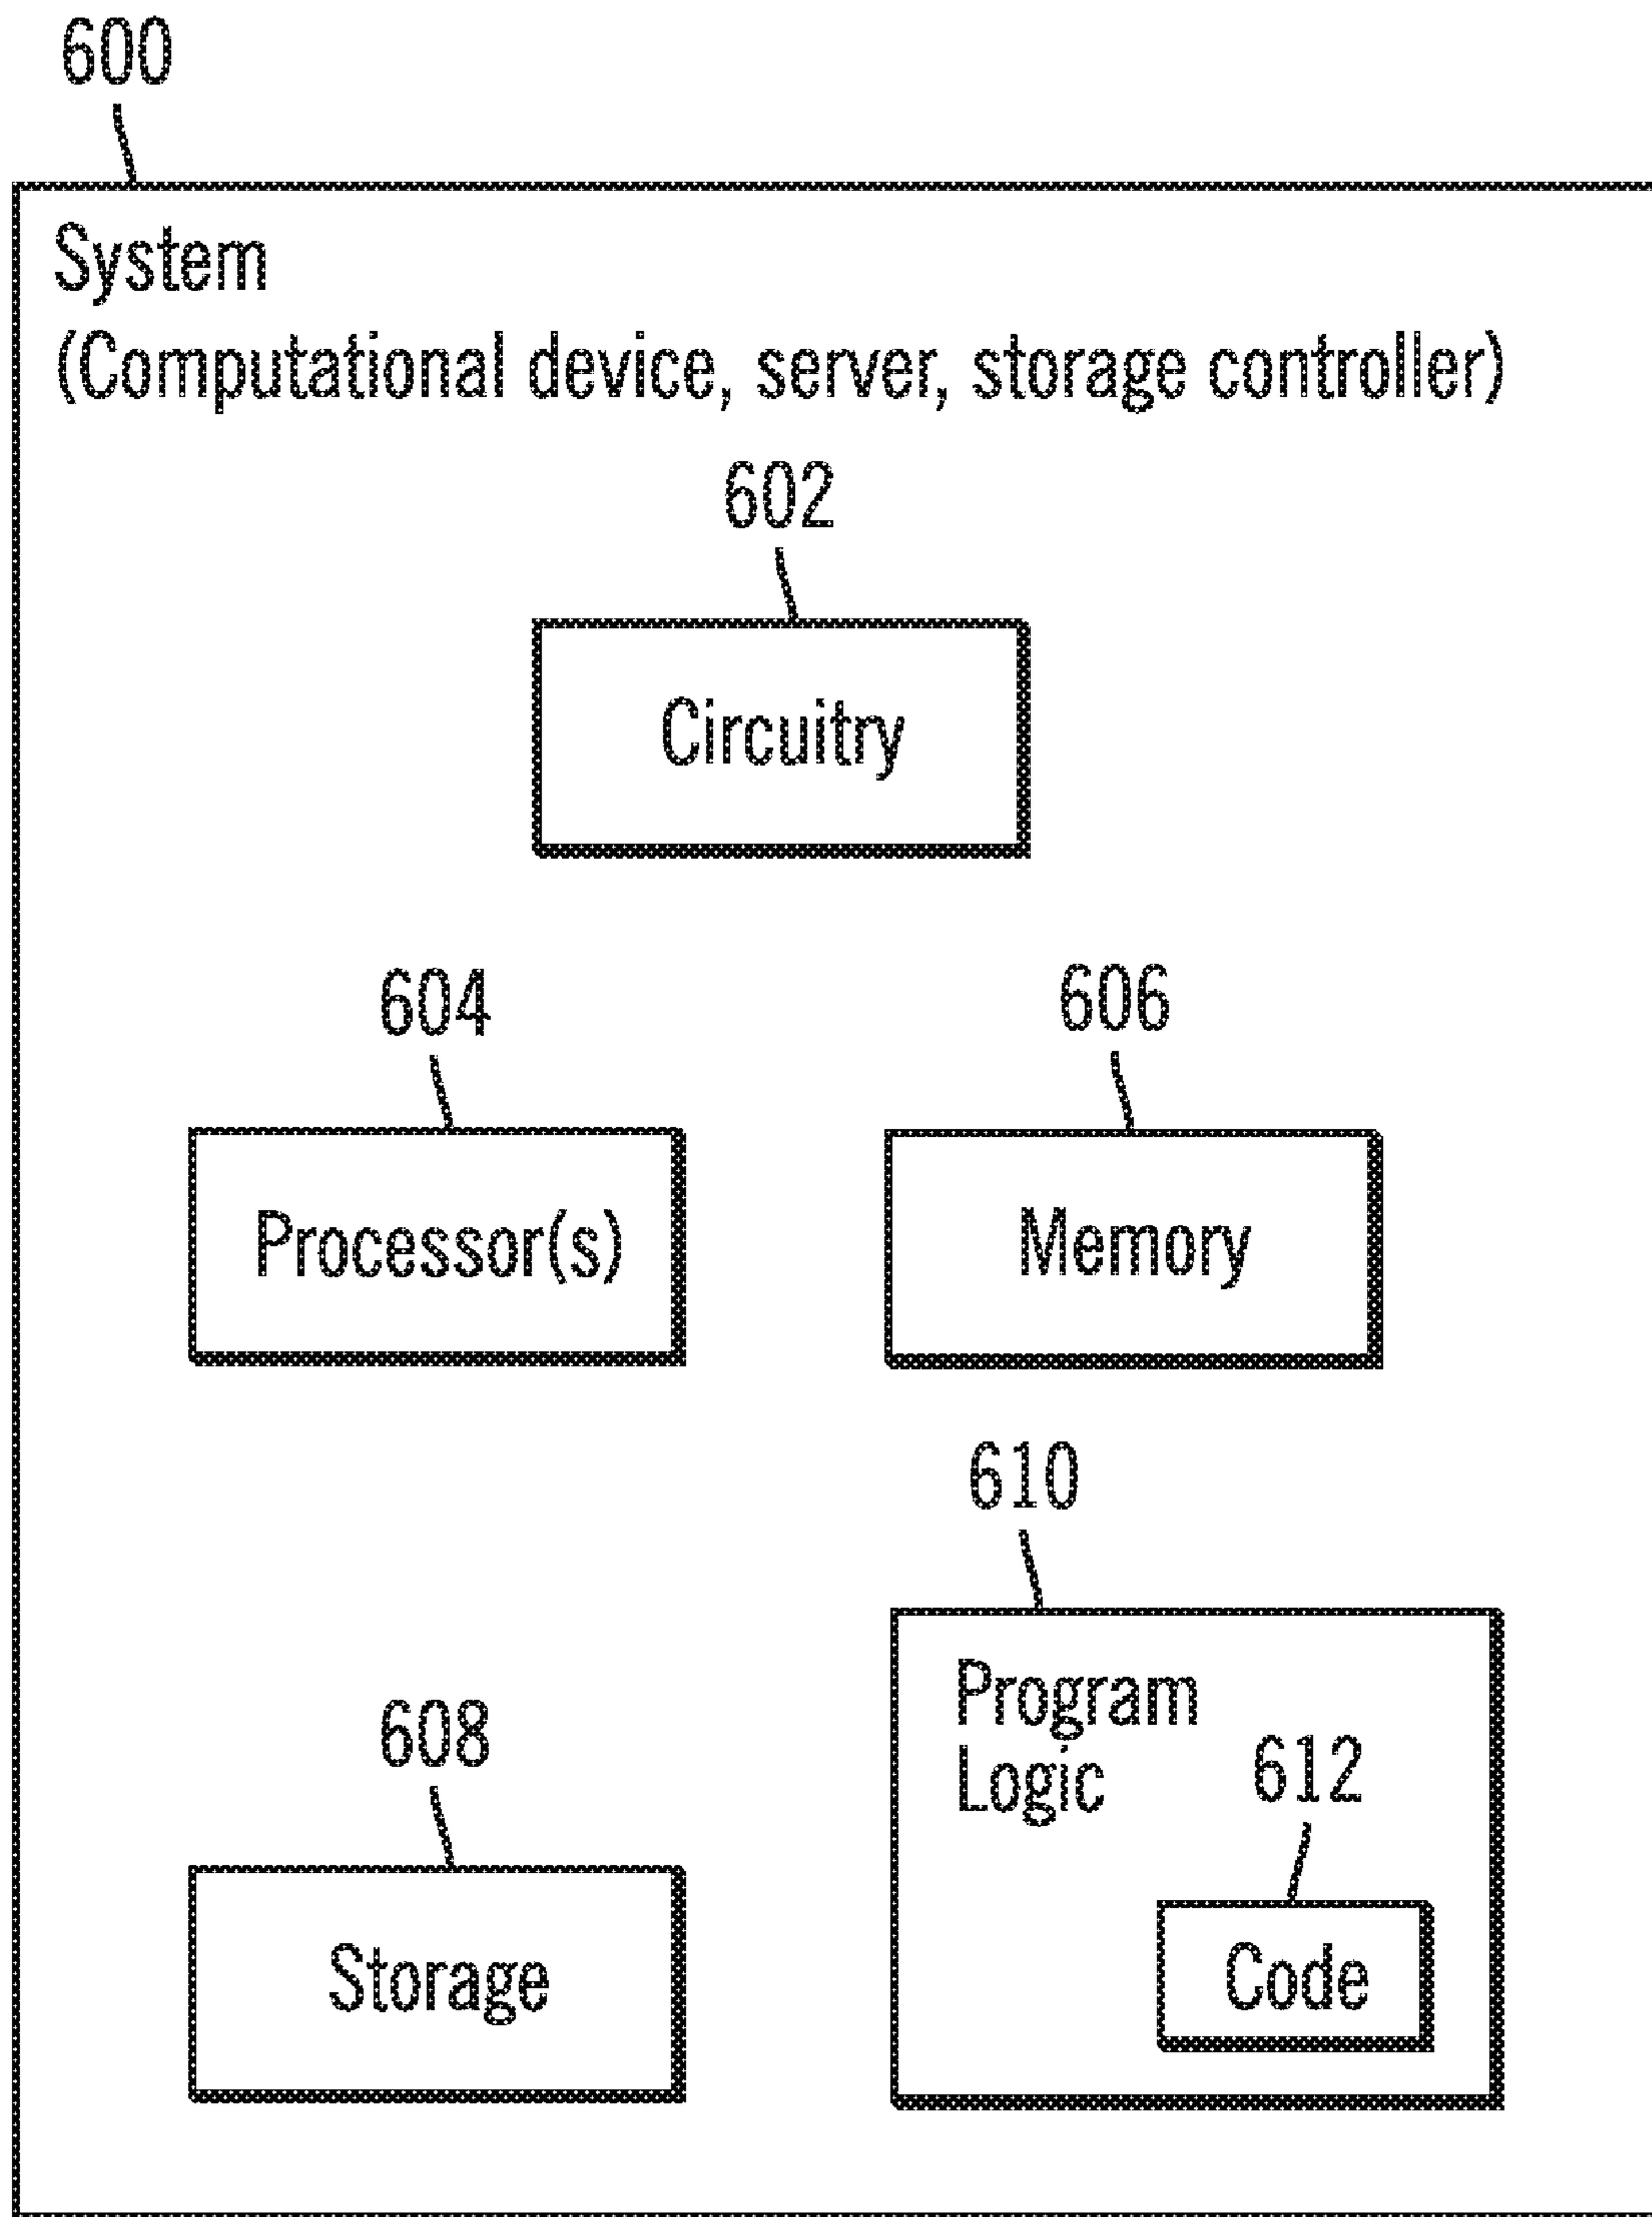 600
System
(Computational device, server, storage controller)
602
Circuitry
604
606
Processor(s)
Memory
610
Program
Logic
608
612
Storage
Code